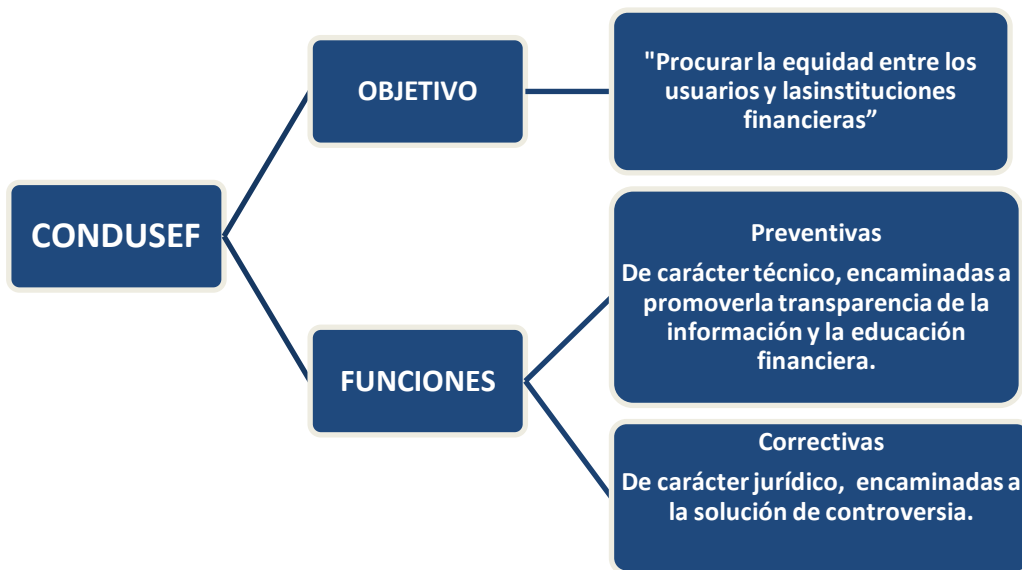 CONDUSEF
OBJETIVO
"Procurar la equidad entre los
usuarios y lasinstituciones
financieras”
FUNCIONES
Preventivas
De carácter técnico, encaminadas a
promoverla transparencia de la
información y la educación
financiera.
Correctivas
De carácter jurídico, encaminadas a
la solución de controversia.